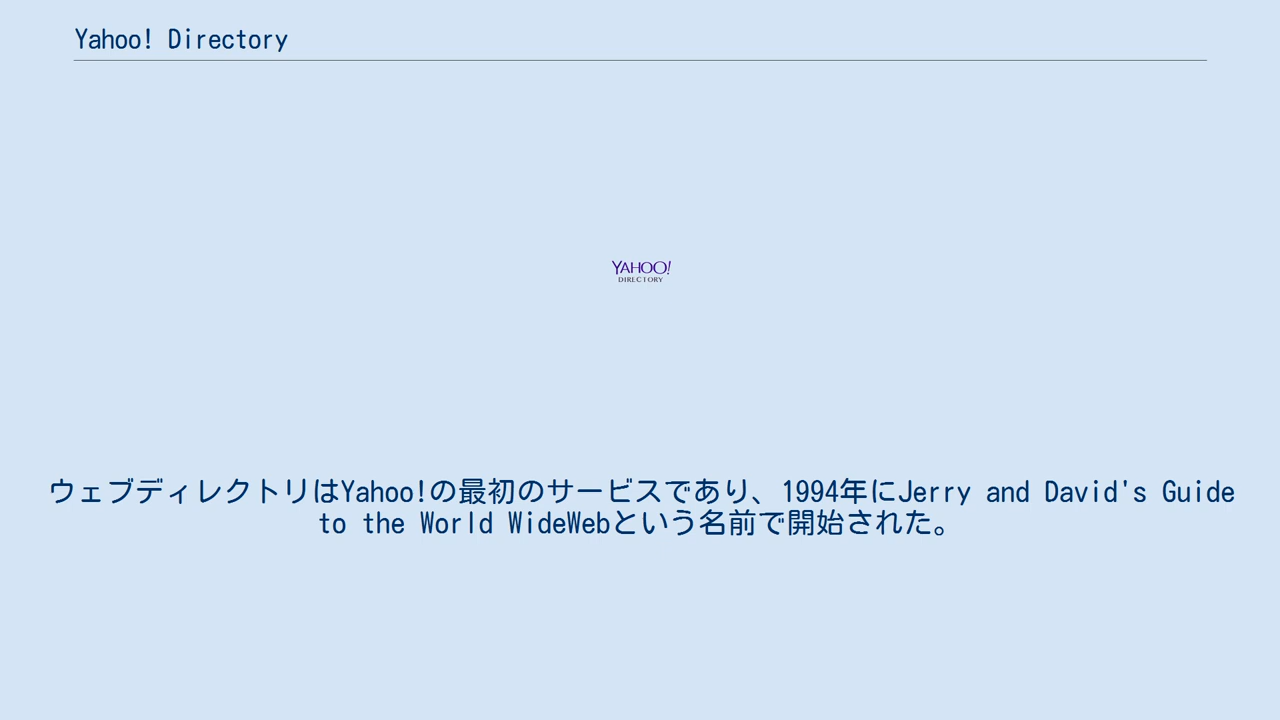 Yahoo! Directory
YAHOO!
DIRECTORY
ウェブディレクトリはYahoo!の最初のサービスであり、1994年にJerry and David's Guide
to the World WideWebという名前で開始された。